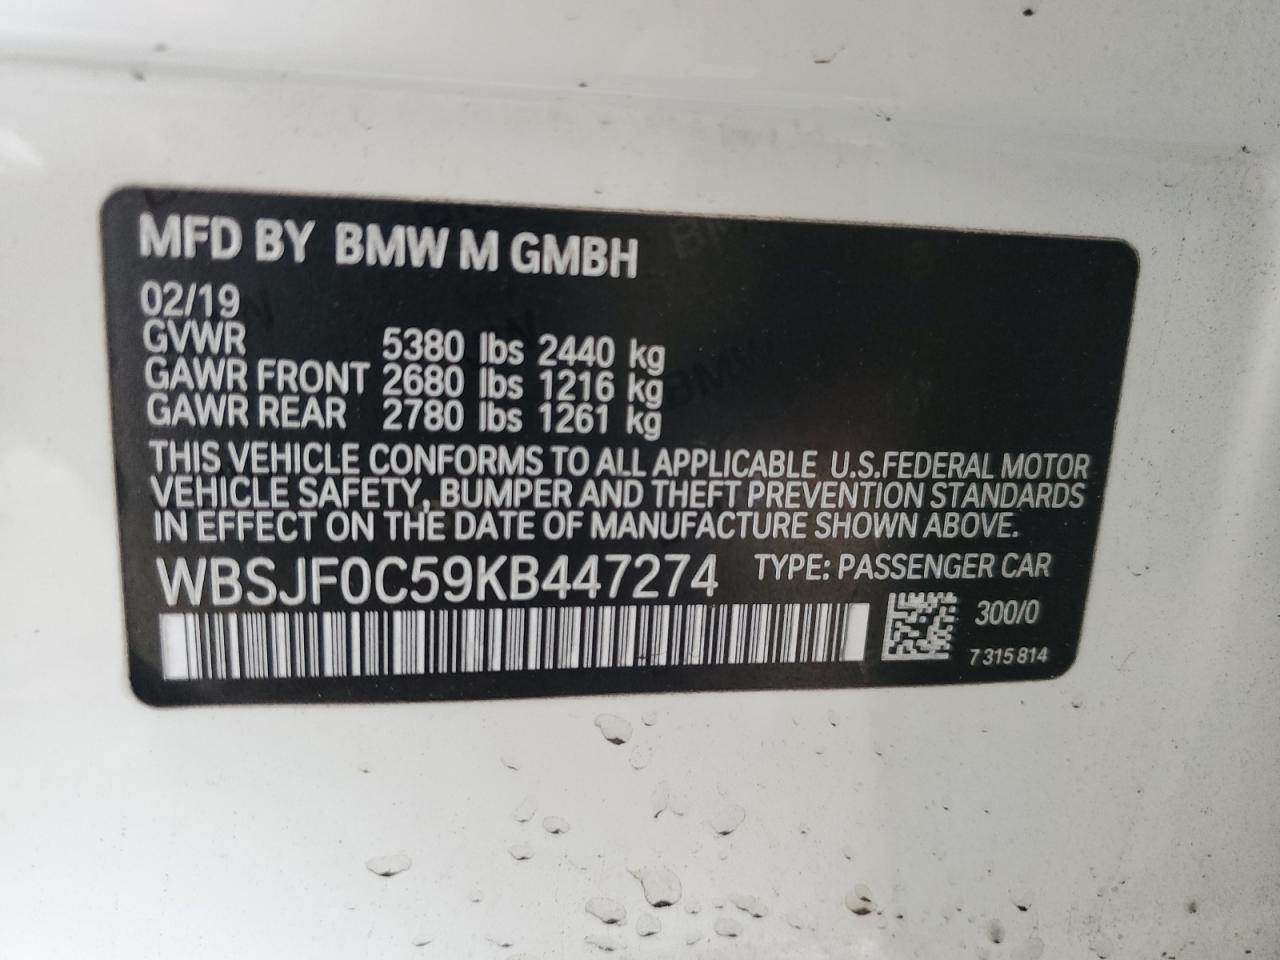 MFD BY BMW M GMBH
02/19
GVWR 5380 lbs 2440 kg
GAWR FRONT 2680 lbs 1216 kg
GAWR REAR 2780 lbs 1261 kg
THIS VEHICLE CONFORMS TO ALL APPLICABLE U.S.FEDERAL MOTOR
VEHICLE SAFETY, BUMPER AND THEFT PREVENTION STANDARDS
IN EFFECT ON THE DATE OF MANUFACTURE SHOWN ABOVE.
WBSJF0C59KB447274 TYPE: PASSENGER CAR
300/0
7 315 814
BMW